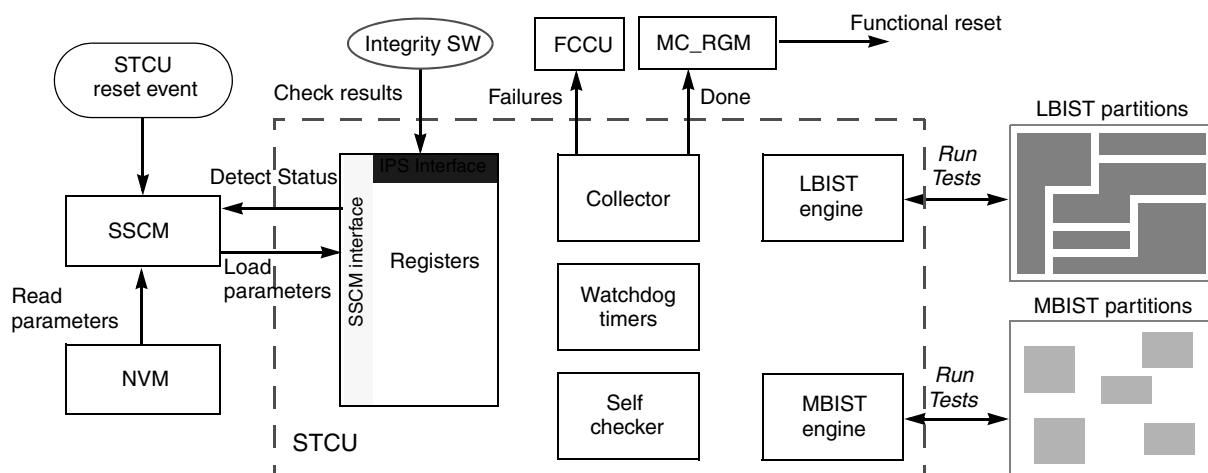 Functional reset
Integrity SW
FCCU
MC_RGM
STCU
reset event
Check results
Failures
Done
LBIST partitions
IPS Interface
Run
Tests
Detect Status
Collector
LBIST
engine
SSCM
SSCM interface
Registers
Load
parameters
Read
parameters
Watchdog
timers
MBIST partitions
NVM
Self
checker
MBIST
engine
Run
Tests
STCU